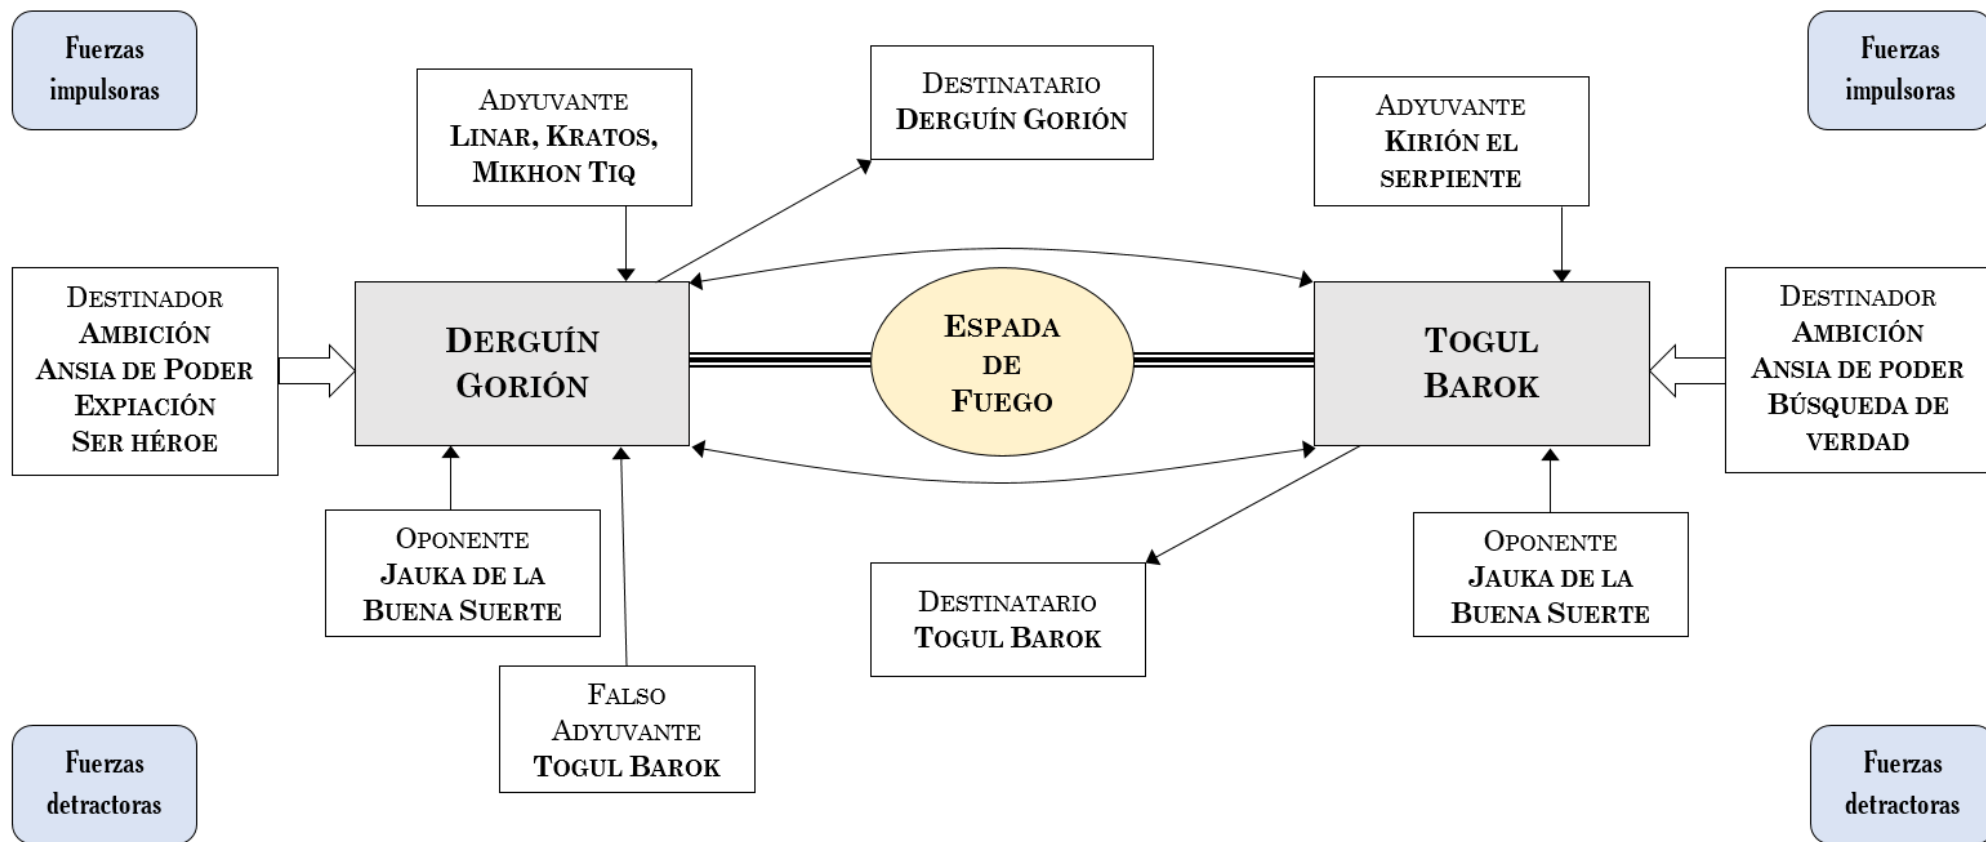 Fuerzas
impulsoras
Fuerzas
impulsoras
ADYUVANTE
LINAR, KRATOS,
MIKHON TIQ
DESTINATARIO
DERGUÍN GORIÓN
ADYUVANTE
KIRIÓN EL
SERPIENTE
DESTINADOR
AMBICIÓN
ANSIA DE PODER
EXPIACIÓN
SER HÉROE
DERGUÍN
GORIÓN
ESPADA
DE
FUEGO
TOGUL
BAROK
DESTINADOR
AMBICIÓN
ANSIA DE PODER
BÚSQUEDA DE
VERDAD
OPONENTE
JAUKA DE LA
BUENA SUERTE
FALSO
ADYUVANTE
TOGUL BAROK
DESTINATARIO
TOGUL BAROK
OPONENTE
JAUKA DE LA
BUENA SUERTE
Fuerzas
detractoras
Fuerzas
detractoras